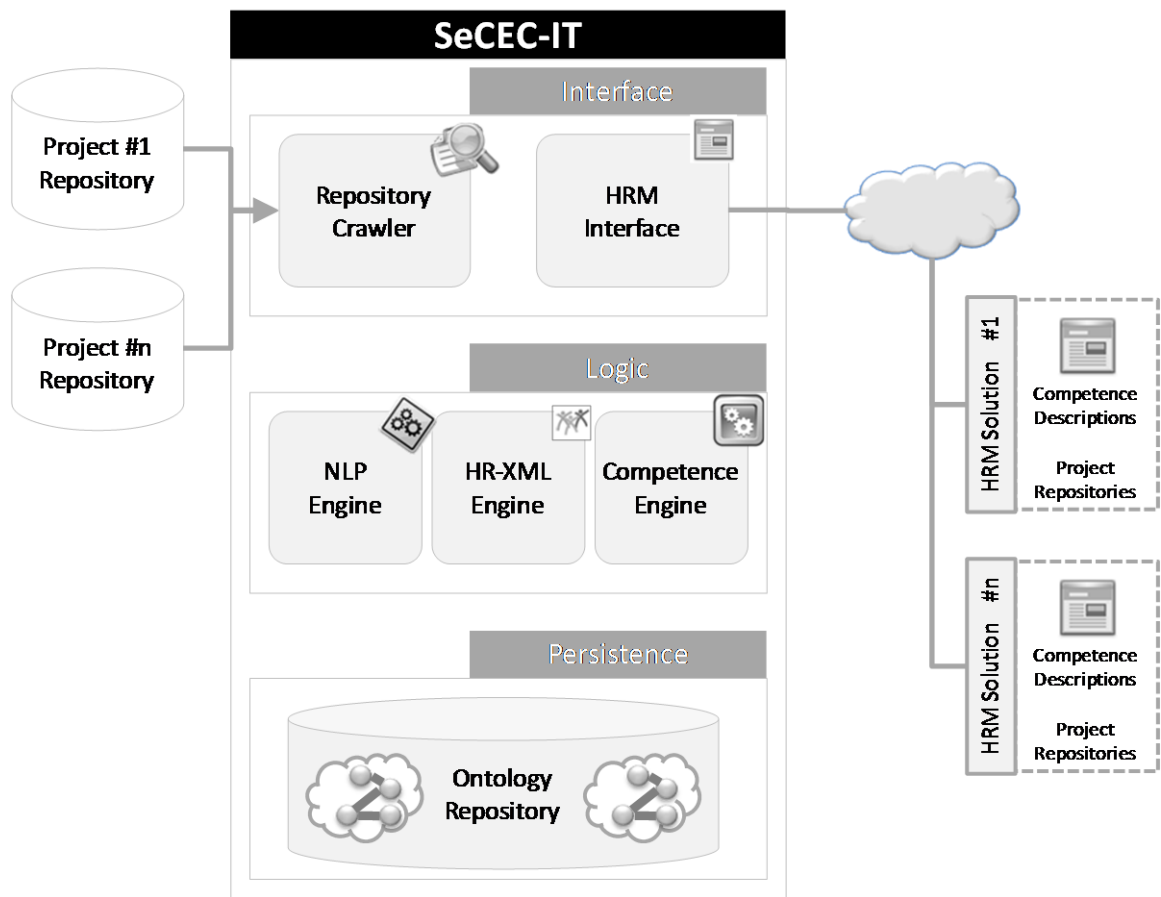 SeCEC-IT
Project #1
Repository
Project #n
Repository
Interface
Repository
Crawler
HRM
Interface
Logic
NLP
Engine
HR-XML
Engine
Competence
Engine
Persistence
Ontology
Repository
HRM Solution #1
Competence
Descriptions
Project
Repositories
HRM Solution #n
Competence
Descriptions
Project
Repositories